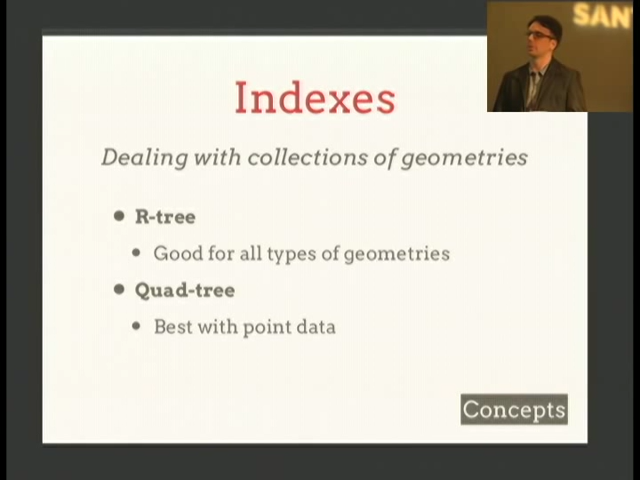 SAN
Indexes
Dealing with collections of geometries
R-tree
Good for all types of geometries
Quad-tree
Best with point data
Concepts